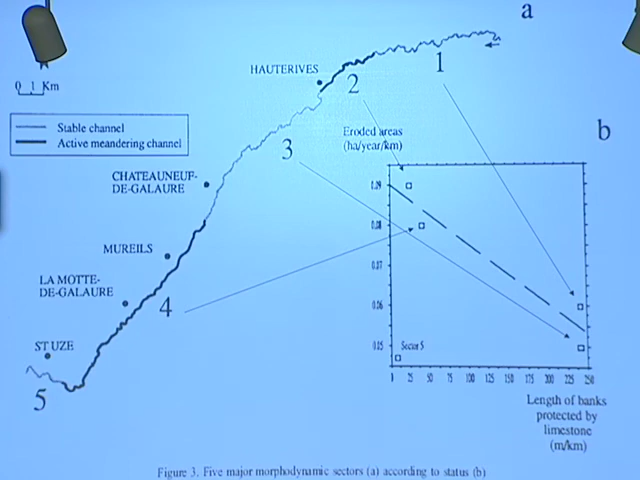 a
HAUTERIVES
1
2
0 1 Km
Stable channel
Active meandering channel
Eroded areas
(ha/year/km)
b
3
CHATEAUNEUF-
DE-GALAURE
MUREILS
LA MOTTE-
DE-GALAURE
4
ST UZE
5
0.09
0.08
0.07
0.06
0.05
Sector 5
25 50 75 100 125 150 175 200 225 250
Length of banks
protected by
limestone
(m/km)
Figure 3. Five major morphodynamic sectors (a) according to status (b)